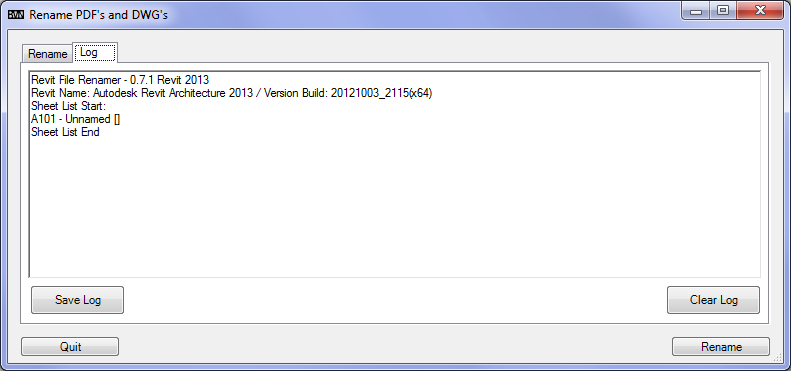 Rename PDF's and DWG's
Rename Log
Revit File Renamer - 0.7.1 Revit 2013
Revit Name: Autodesk Revit Architecture 2013 / Version Build: 20121003_2115(x64)
Sheet List Start:
A101 - Unnamed []
Sheet List End
Save Log Clear Log
Quit Rename